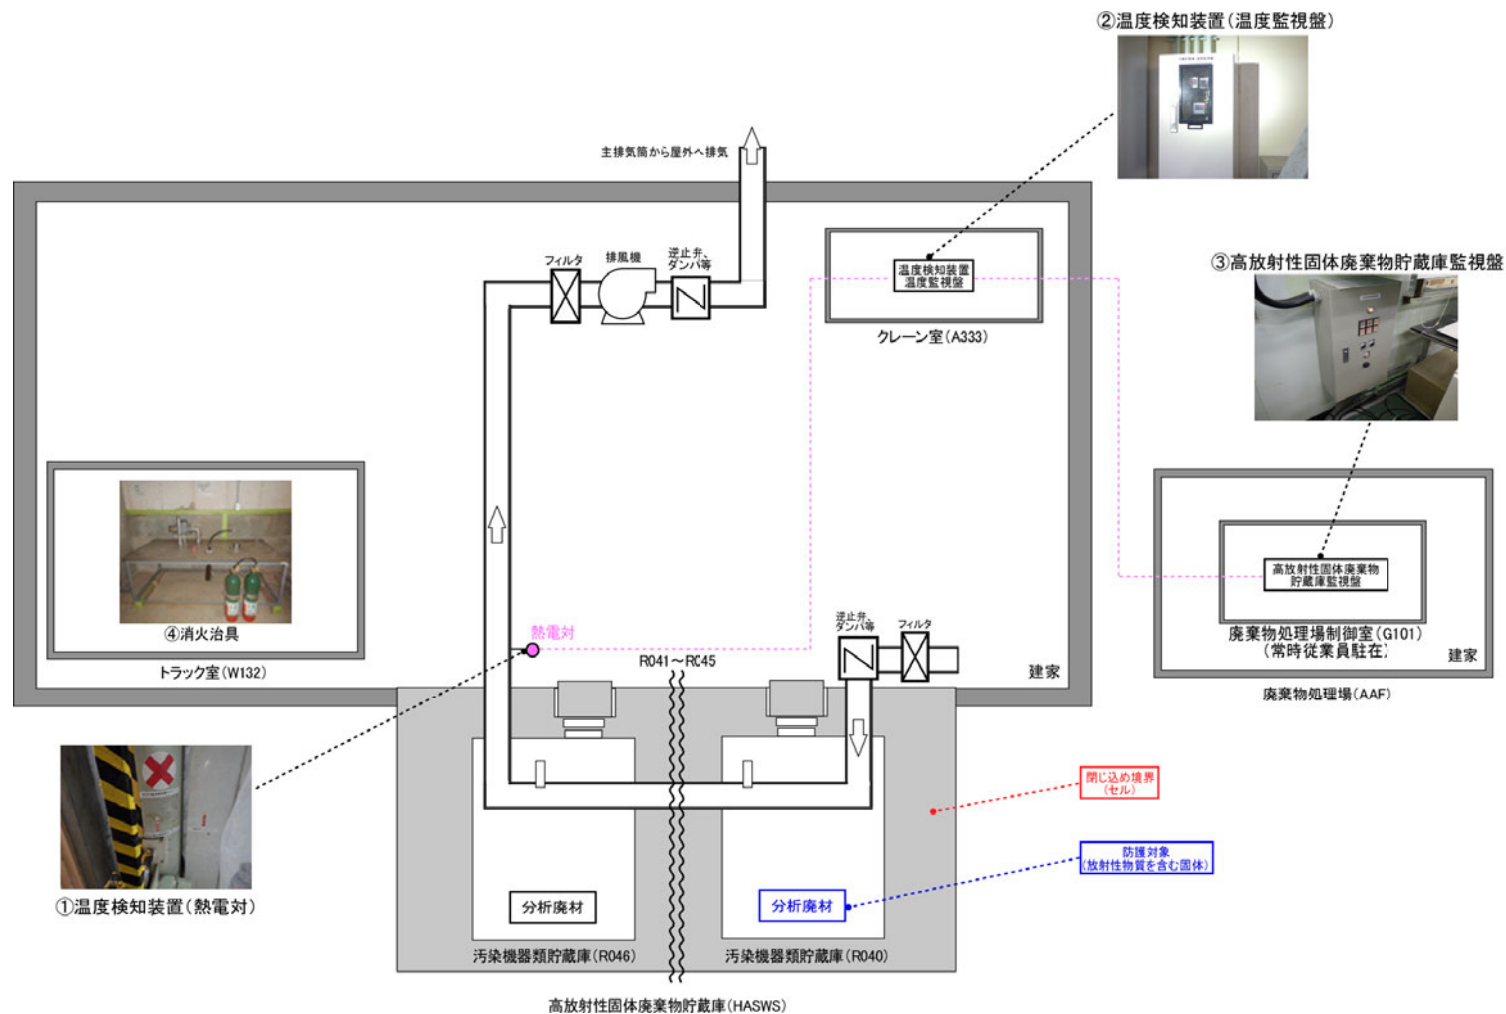 ②温度検知装置(温度監視盤)
主排気筒から屋外へ排気
フィルタ
排風機
逆止弁、
ダンパ等
温度検知装置
温度監視盤
クレーン室(A333)
③高放射性固体廃棄物貯蔵庫監視盤
高放射性固体廃棄物
貯蔵庫監視盤
廃棄物処理場制御室(G101)
(常時従業員駐在)
建家
廃棄物処理場(AAF)
④消火治具
トラック室(W132)
熱電対
R041～R045
逆止弁、
ダンパ等
フィルタ
建家
①温度検知装置(熱電対)
閉じ込め境界
(セル)
防護対象
(放射性物質を含む固体)
分析廃材
分析廃材
汚染機器類貯蔵庫(R046)
汚染機器類貯蔵庫(R040)
高放射性固体廃棄物貯蔵庫(HASWS)